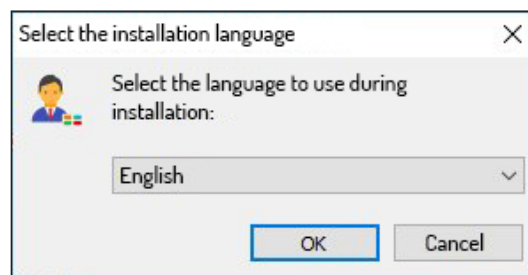 Select the installation language
Select the language to use during
installation:
English
OK
Cancel